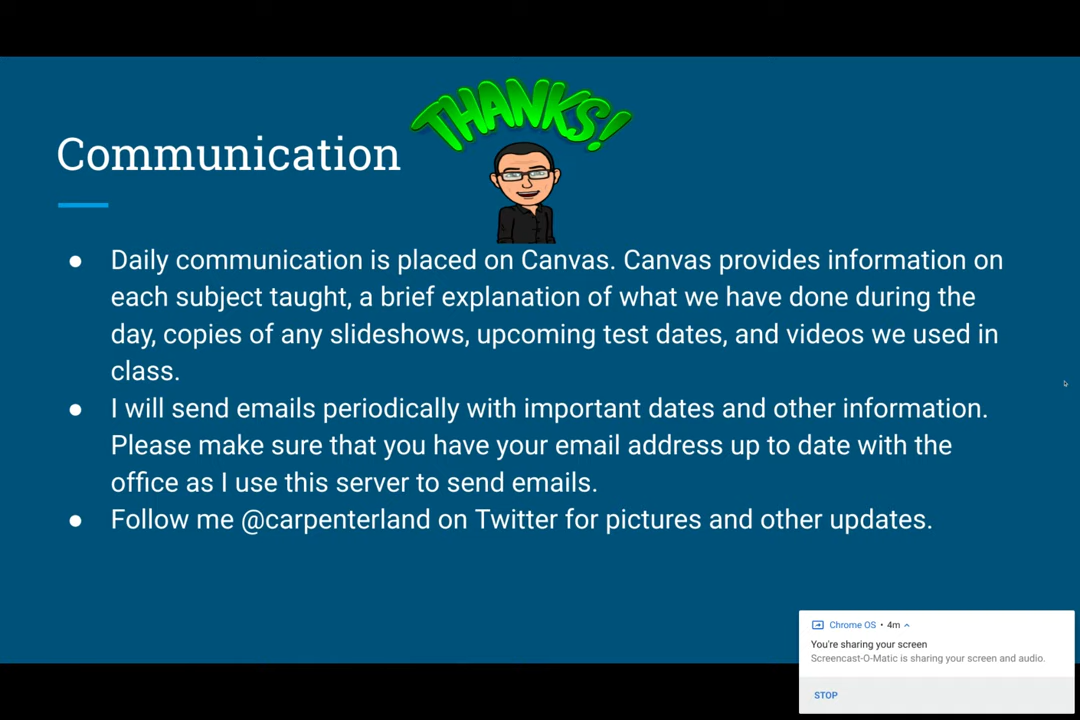 THANKS!
Communication
● Daily communication is placed on Canvas. Canvas provides information on
each subject taught, a brief explanation of what we have done during the
day, copies of any slideshows, upcoming test dates, and videos we used in
class.
● I will send emails periodically with important dates and other information.
Please make sure that you have your email address up to date with the
office as I use this server to send emails.
● Follow me @carpenterland on Twitter for pictures and other updates.
Chrome OS • 4m
You're sharing your screen
Screencast-O-Matic is sharing your screen and audio.
STOP